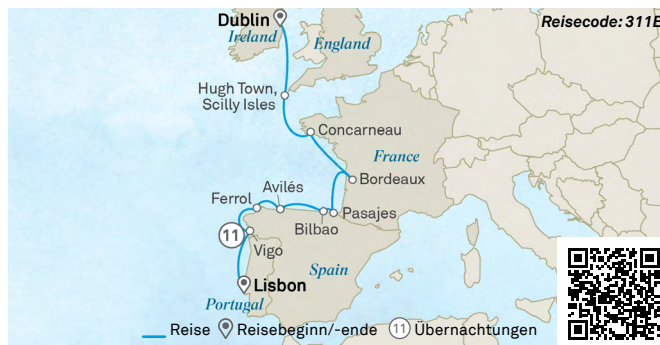 Dublin
Reisecode: 311E
Ireland
England
Hugh Town,
Scilly Isles
Concarneau
France
Bordeaux
Avilés
Ferrol
Pasajes
Bilbao
11
Vigo
Spain
Lisbon
Portugal
Reise
Reisebeginn/-ende
11
Übernachtungen